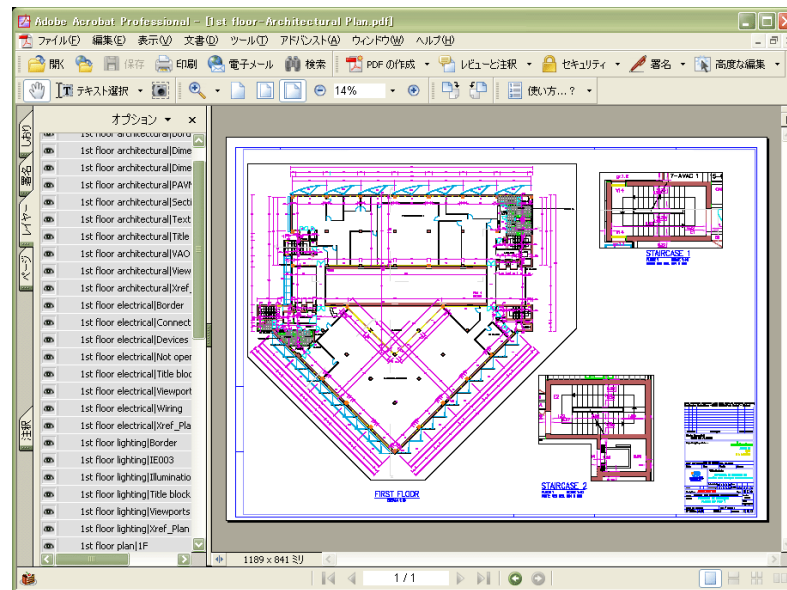 Adobe Acrobat Professional - [1st floor-Architectural Plan.pdf]
ファイル(F) 編集(E) 表示(V) 文書(D) ツール(T) アドバンスト(A) ウィンドウ(W) ヘルプ(H)
開く 保存 印刷 電子メール 検索 PDF の作成 レビューと注釈 セキュリティ 署名 高度な編集
テキスト選択 14% 使い方...?
オプション
しおり
署名
レイヤー
ページ
注釈
1st floor architectural|Bord
1st floor architectural|Dime
1st floor architectural|Dime
1st floor architectural|PAVM
1st floor architectural|Secti
1st floor architectural|Text
1st floor architectural|Title
1st floor architectural|VAO
1st floor architectural|View
1st floor architectural|Xref_
1st floor electrical|Border
1st floor electrical|Connect
1st floor electrical|Devices
1st floor electrical|Not oper
1st floor electrical|Title bloc
1st floor electrical|Viewport
1st floor electrical|Wiring
1st floor electrical|Xref_Pla
1st floor lighting|Border
1st floor lighting|IE003
1st floor lighting|Illuminatio
1st floor lighting|Title block
1st floor lighting|Viewports
1st floor lighting|Xref_Plan
1st floor plan|1F
7-AVAC 1
STAIRCASE 1
STAIRCASE 2
FIRST FLOOR
1189 x 841 ミリ
1 / 1